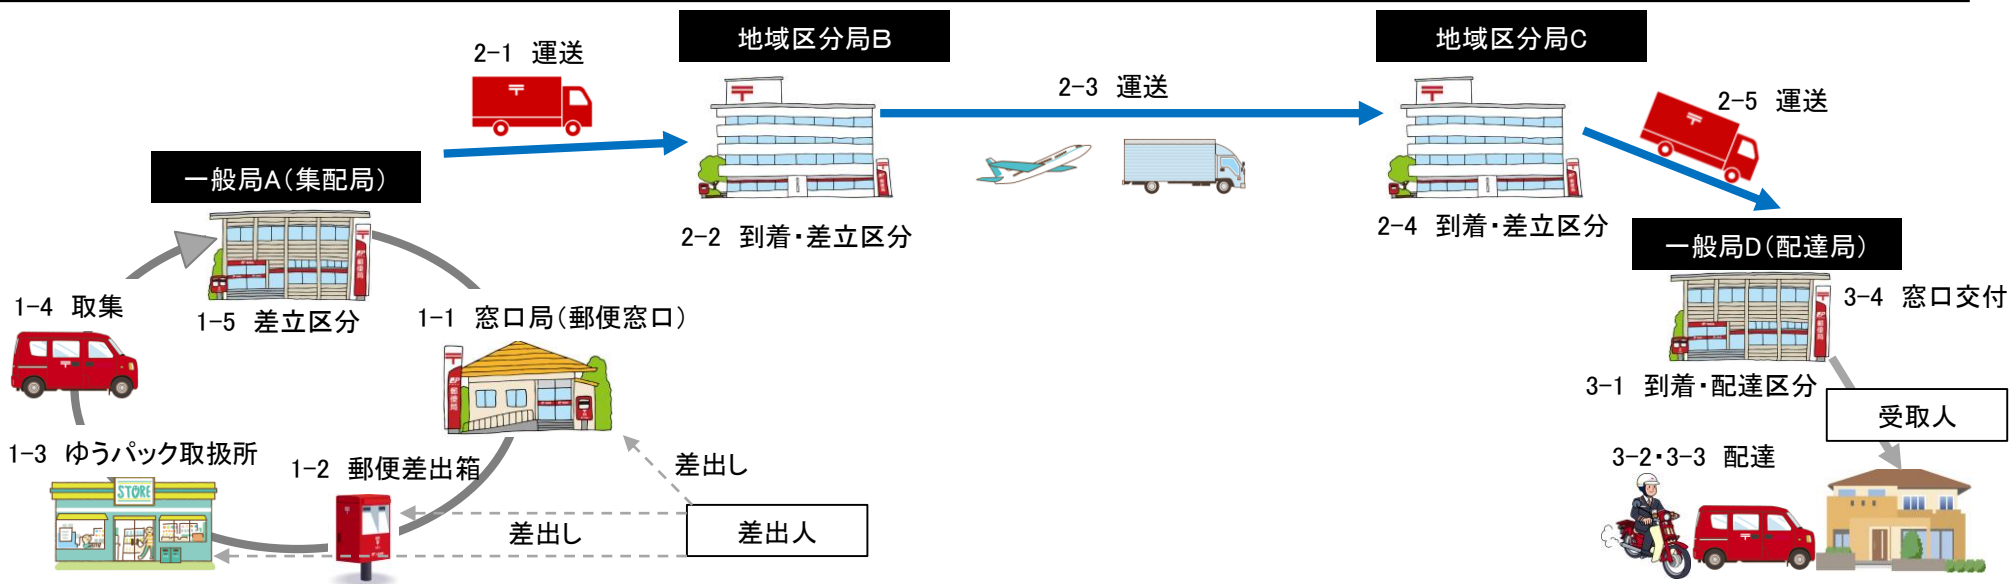 地域区分局B
地域区分局C
2-1 運送
2-3 運送
2-5 運送
一般局A(集配局)
2-2 到着・差立区分
2-4 到着・差立区分
一般局D(配達局)
1-4 取集
1-5 差立区分
1-1 窓口局(郵便窓口)
3-4 窓口交付
郵便局
3-1 到着・配達区分
受取人
1-3 ゆうパック取扱所
1-2 郵便差出箱
差出し
3-2・3-3 配達
STORE
差出し
差出人